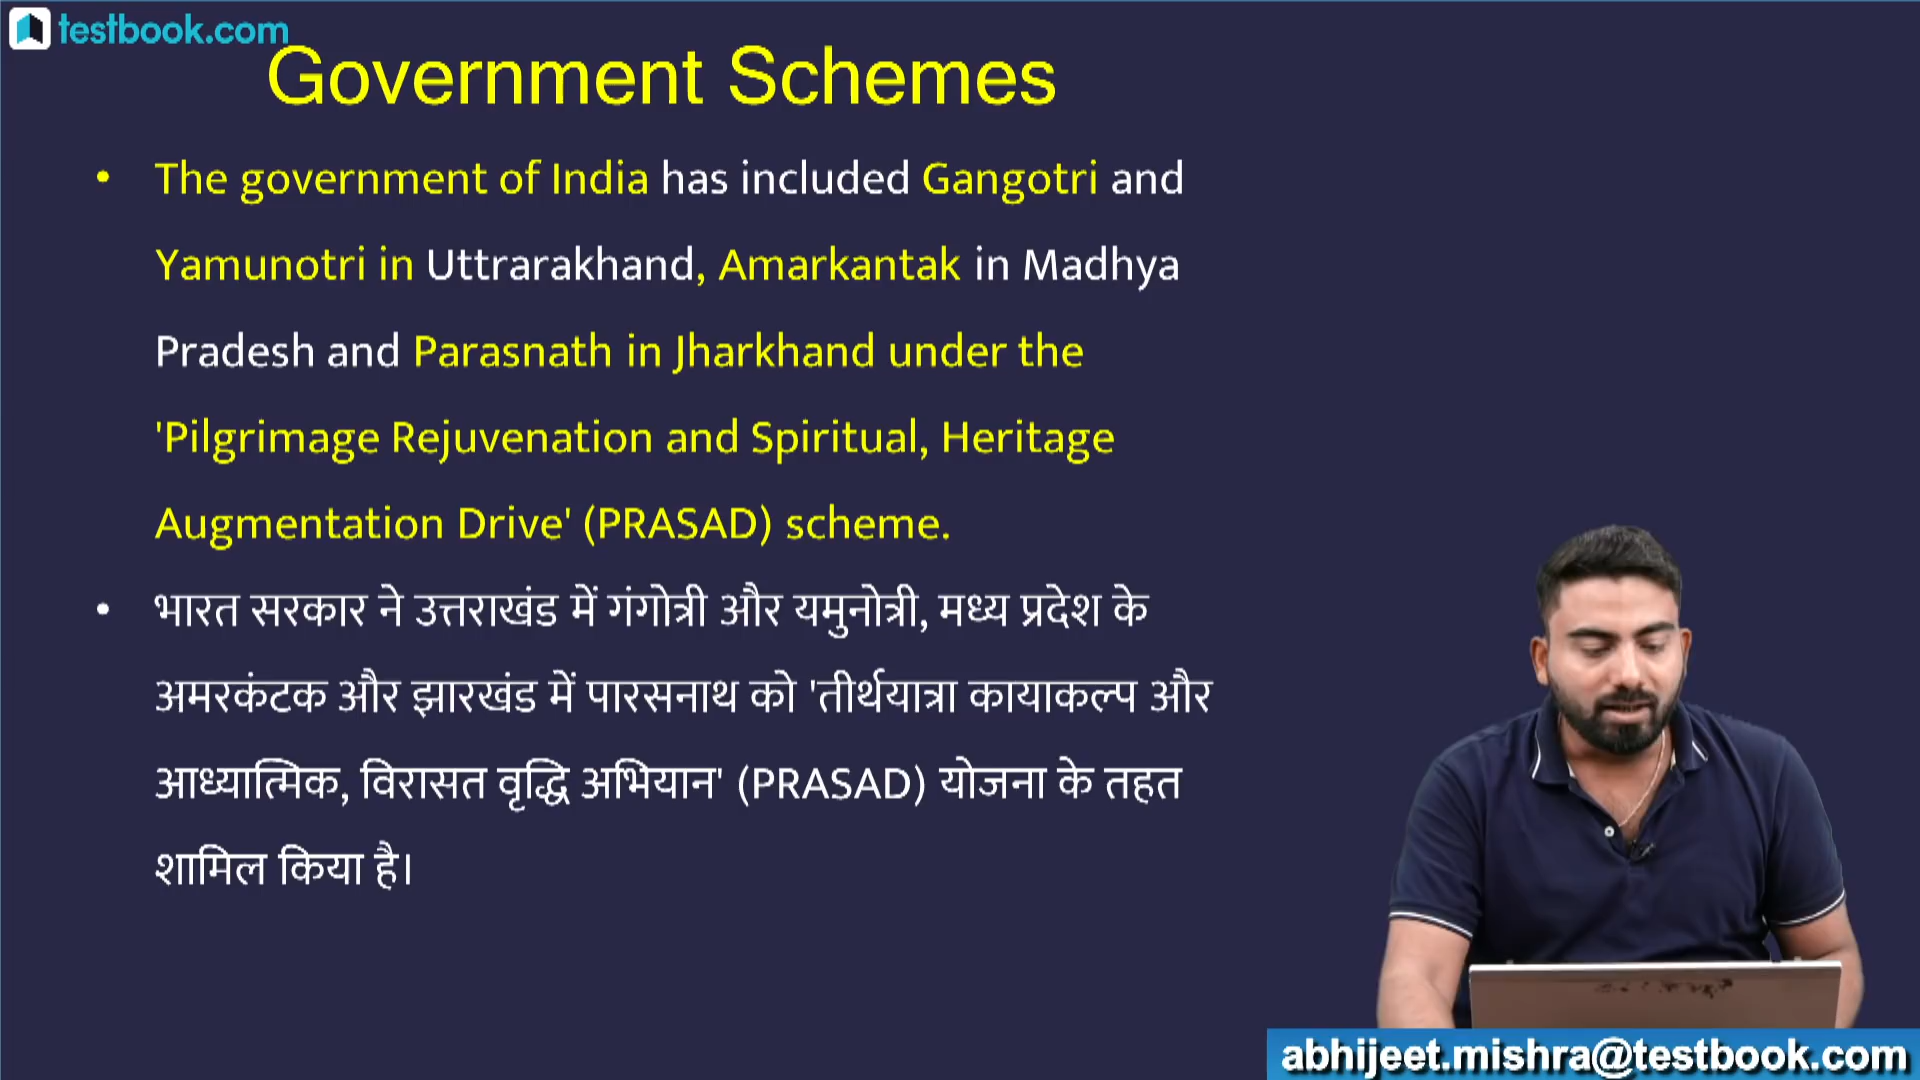 testbook.com
Government Schemes
• The government of India has included Gangotri and
Yamunotri in Uttrarakhand, Amarkantak in Madhya
Pradesh and Parasnath in Jharkhand under the
'Pilgrimage Rejuvenation and Spiritual, Heritage
Augmentation Drive' (PRASAD) scheme.
• भारत सरकार ने उत्तराखंड में गंगोत्री और यमुनोत्री, मध्य प्रदेश के
अमरकंटक और झारखंड में पारसनाथ को 'तीर्थयात्रा कायाकल्प और
आध्यात्मिक, विरासत वृद्धि अभियान' (PRASAD) योजना के तहत
शामिल किया है।
abhijeet.mishra@testbook.com